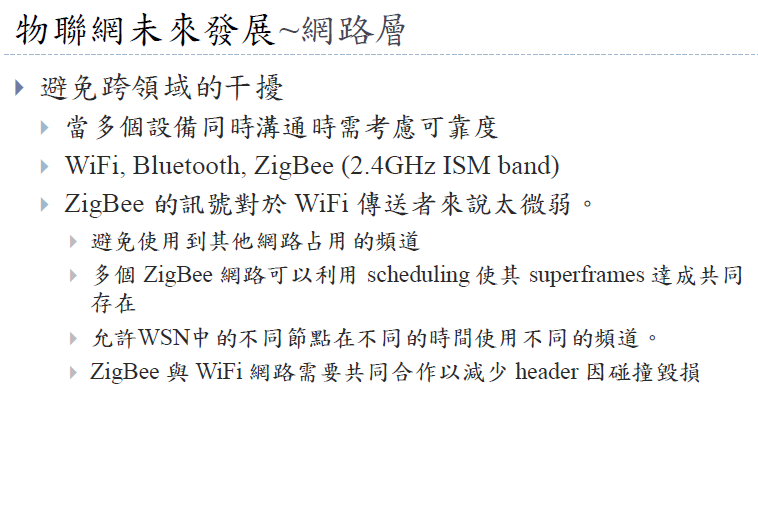 物聯網未來發展~網路層
避免跨領域的干擾
當多個設備同時溝通時需考慮可靠度
WiFi, Bluetooth, ZigBee (2.4GHz ISM band)
ZigBee 的訊號對於 WiFi 傳送者來說太微弱。
避免使用到其他網路占用的頻道
多個 ZigBee 網路可以利用 scheduling 使其 superframes 達成共同
存在
允許WSN中的不同節點在不同的時間使用不同的頻道。
ZigBee 與 WiFi 網路需要共同合作以減少 header 因碰撞毀損